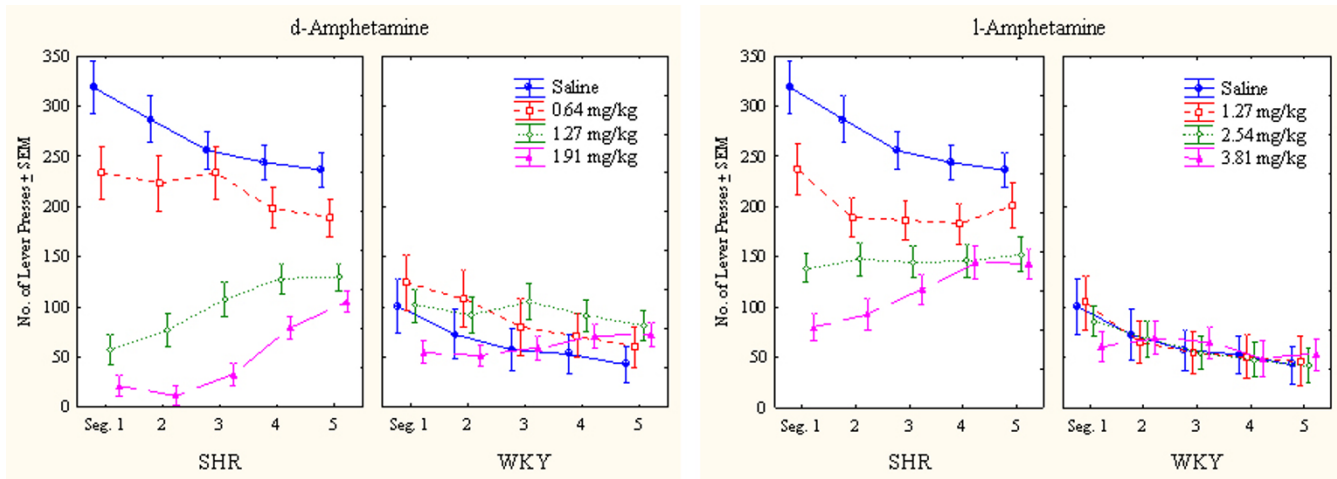 d-Amphetamine
No. of Lever Presses ± SEM
350
300
250
200
150
100
50
0
Saline
0.64 mg/kg
1.27 mg/kg
1.91 mg/kg
Seg. 1 2 3 4 5
Seg. 1 2 3 4 5
SHR
WKY
l-Amphetamine
No. of Lever Presses ± SEM
350
300
250
200
150
100
50
0
Saline
1.27 mg/kg
2.54 mg/kg
3.81 mg/kg
Seg. 1 2 3 4 5
Seg. 1 2 3 4 5
SHR
WKY